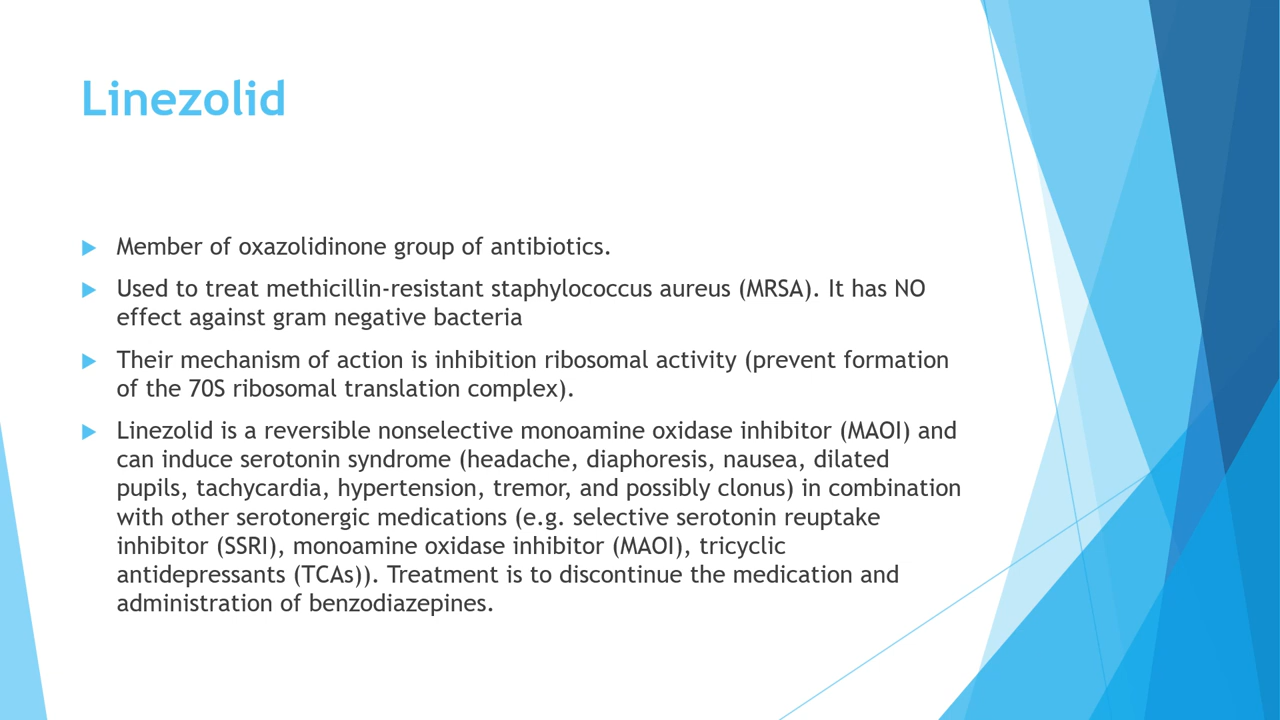 Linezolid
Member of oxazolidinone group of antibiotics.
Used to treat methicillin-resistant staphylococcus aureus (MRSA). It has NO
effect against gram negative bacteria
Their mechanism of action is inhibition ribosomal activity (prevent formation
of the 70S ribosomal translation complex).
Linezolid is a reversible nonselective monoamine oxidase inhibitor (MAOI) and
can induce serotonin syndrome (headache, diaphoresis, nausea, dilated
pupils, tachycardia, hypertension, tremor, and possibly clonus) in combination
with other serotonergic medications (e.g. selective serotonin reuptake
inhibitor (SSRI), monoamine oxidase inhibitor (MAOI), tricyclic
antidepressants (TCAs)). Treatment is to discontinue the medication and
administration of benzodiazepines.